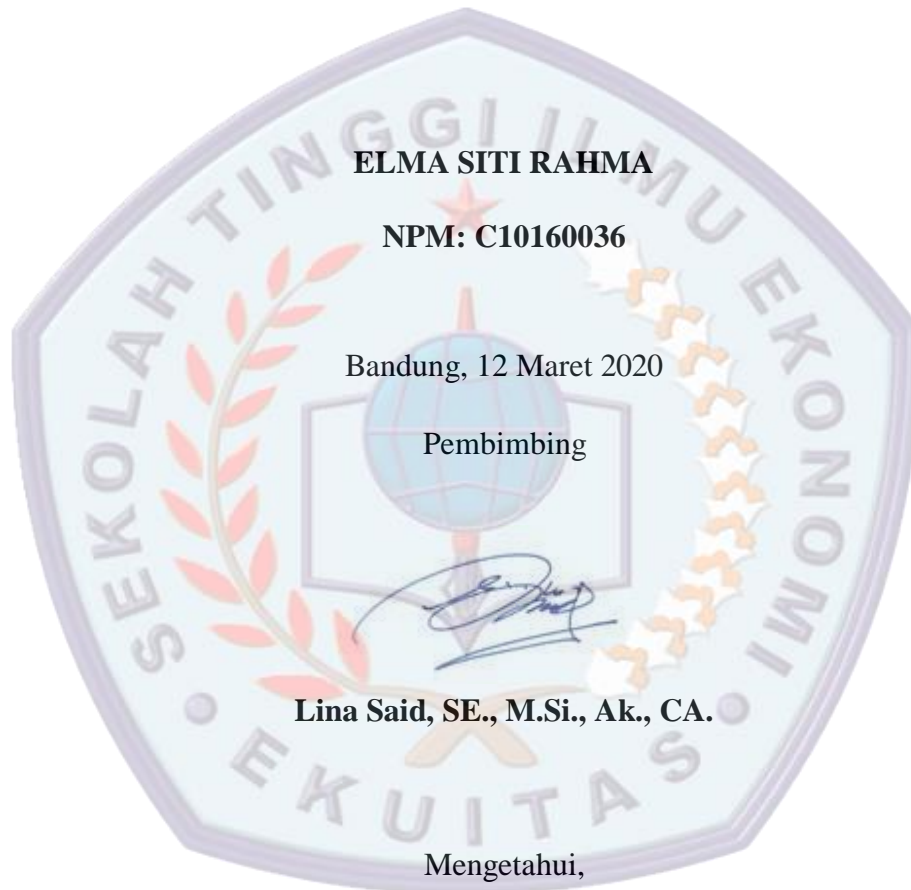 SEKOLAH TINGGI ILMU EKONOMI
ELMA SITI RAHMA
NPM: C10160036
Bandung, 12 Maret 2020
Pembimbing
Lina Said, SE., M.Si., Ak., CA.
EKUITAS
Mengetahui,